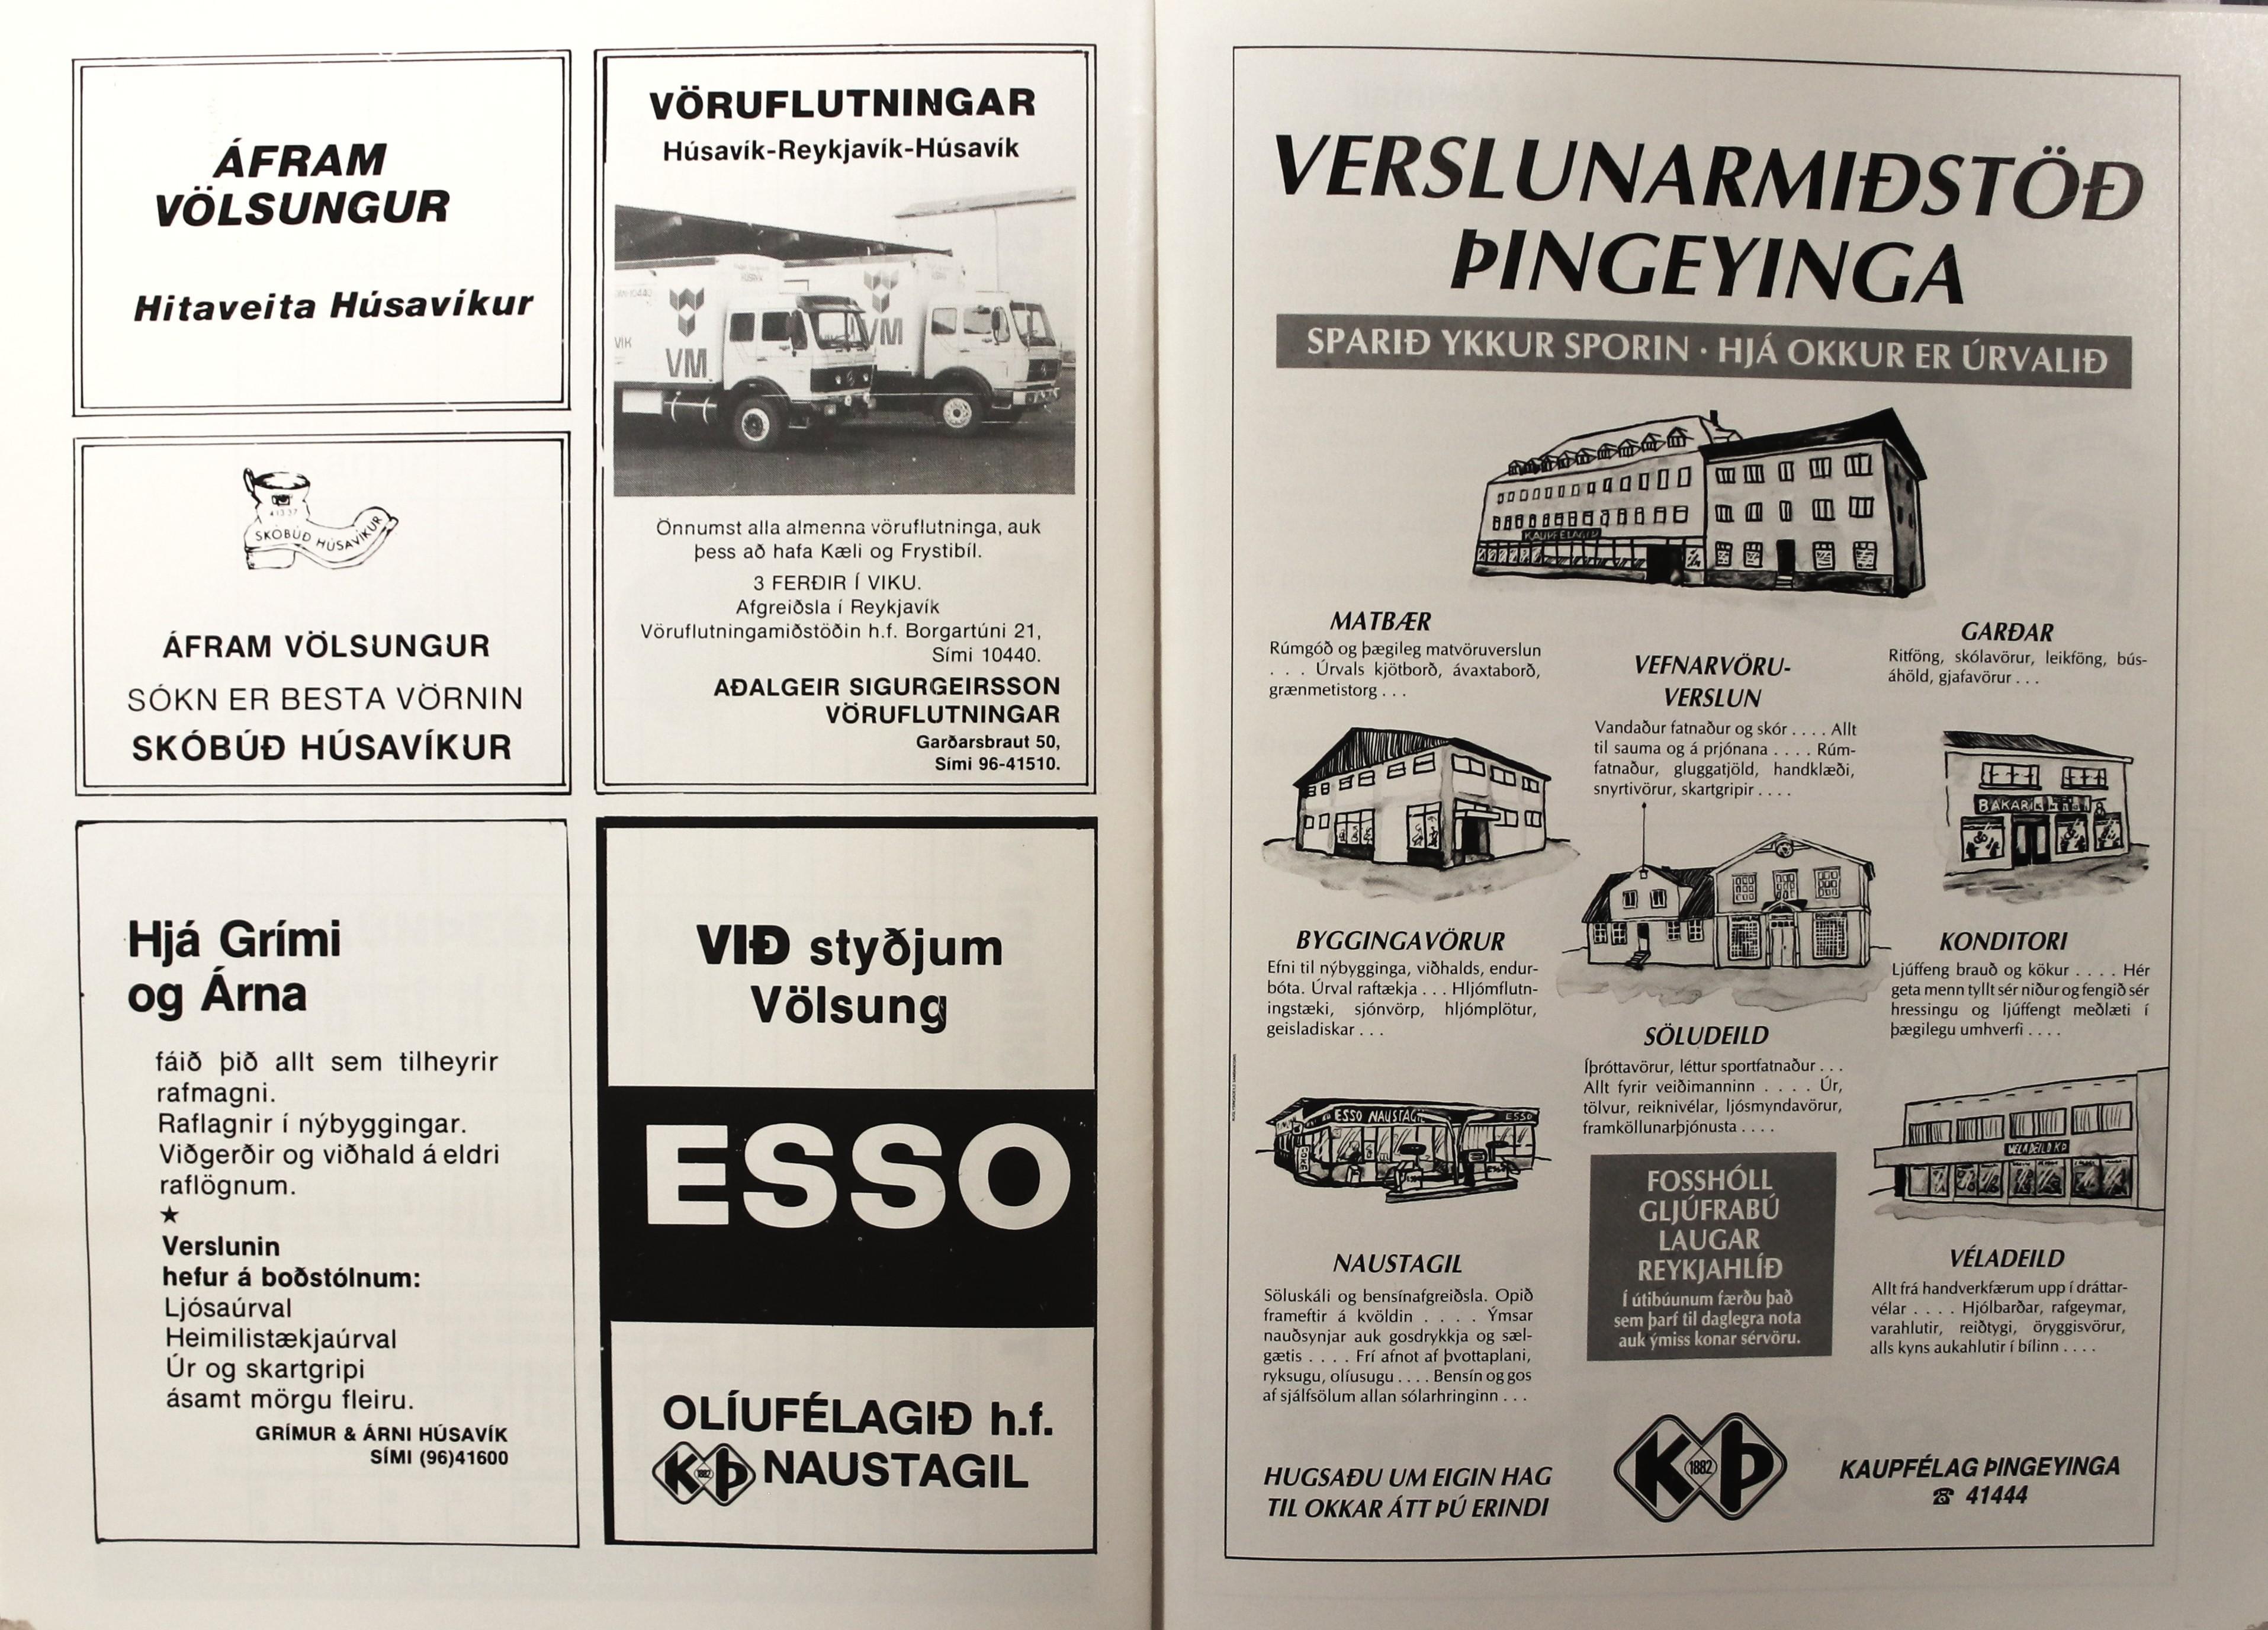 ÁFRAM
VÖLSUNGUR
Hitaveita Húsavíkur
41337
SKÓBÚÐ HÚSAVÍKUR
ÁFRAM VÖLSUNGUR
SÓKN ER BESTA VÖRNIN
SKÓBÚÐ HÚSAVÍKUR
Hjá Grími
og Árna
fáið þið allt sem tilheyrir
rafmagni.
Raflagnir í nýbyggingar.
Viðgerðir og viðhald á eldri
raflögnum.
★
Verslunin
hefur á boðstólnum:
Ljósaúrval
Heimilistækjaúrval
Úr og skartgripi
ásamt mörgu fleiru.
GRÍMUR & ÁRNI HÚSAVÍK
SÍMI (96)41600
VÖRUFLUTNINGAR
Húsavík-Reykjavík-Húsavík
VM
VM
Önnumst alla almenna vöruflutninga, auk
þess að hafa Kæli og Frystibíl.
3 FERÐIR Í VIKU.
Afgreiðsla í Reykjavík
Vöruflutningamiðstöðin h.f. Borgartúni 21,
Sími 10440.
AÐALGEIR SIGURGEIRSSON
VÖRUFLUTNINGAR
Garðarsbraut 50,
Sími 96-41510.
VIÐ styðjum
Völsung
ESSO
OLÍUFÉLAGIÐ h.f.
K 1882 Þ NAUSTAGIL
VERSLUNARMIÐSTÖÐ
ÞINGEYINGA
SPARIÐ YKKUR SPORIN · HJÁ OKKUR ER ÚRVALIÐ
KAUPFÉLAGIÐ
MATBÆR
Rúmgóð og þægileg matvöruverslun
. . . Úrvals kjötborð, ávaxtaborð,
grænmetistorg . . .
VEFNARVÖRU-
VERSLUN
Vandaður fatnaður og skór . . . . Allt
til sauma og á prjónana . . . . Rúm-
fatnaður, gluggatjöld, handklæði,
snyrtivörur, skartgripir . . . .
GARÐAR
Ritföng, skólavörur, leikföng, bús-
áhöld, gjafavörur . . .
BYGGINGAVÖRUR
Efni til nýbygginga, viðhalds, endur-
bóta. Úrval raftækja . . . Hljómflutn-
ingstæki, sjónvörp, hljómplötur,
geisladiskar . . .
SÖLUDEILD
Íþróttavörur, léttur sportfatnaður . . .
Allt fyrir veiðimanninn . . . . Úr,
tölvur, reiknivélar, ljósmyndavörur,
framköllunarþjónusta . . . .
KONDITORI
Ljúffeng brauð og kökur . . . . Hér
geta menn tyllt sér niður og fengið sér
hressingu og ljúffengt meðlæti í
þægilegu umhverfi . . . .
ESSO NAUSTAGIL
ESSO
NAUSTAGIL
Söluskáli og bensínafgreiðsla. Opið
frameftir á kvöldin . . . . Ýmsar
nauðsynjar auk gosdrykkja og sæl-
gætis . . . . Frí afnot af þvottaplani,
ryksugu, olíusugu . . . . Bensín og gos
af sjálfsölum allan sólarhringinn . . .
FOSSHÓLL
GLJÚFRABÚ
LAUGAR
REYKJAHLÍÐ
Í útibúunum færðu það
sem þarf til daglegra nota
auk ýmiss konar sérvöru.
VÉLADEILD KÞ
VÉLADEILD
Allt frá handverkfærum upp í dráttar-
vélar . . . . Hjólbarðar, rafgeymar,
varahlutir, reiðtygi, öryggisvörur,
alls kyns aukahlutir í bílinn . . . .
HUGSAÐU UM EIGIN HAG
TIL OKKAR ÁTT ÞÚ ERINDI
K 1882 Þ
KAUPFÉLAG ÞINGEYINGA
☎ 41444